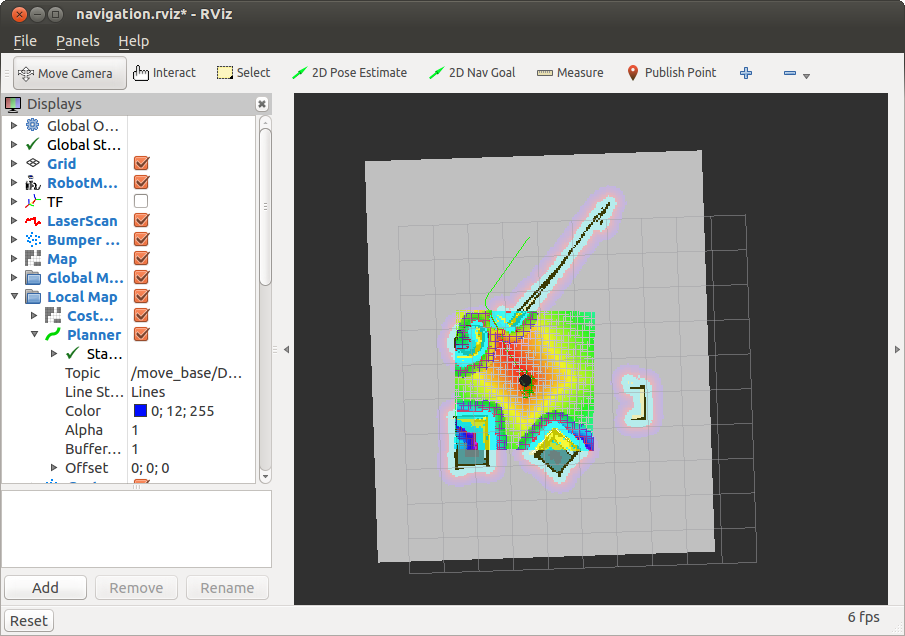 navigation.rviz* - RViz
File Panels Help
Move Camera Interact Select 2D Pose Estimate 2D Nav Goal Measure Publish Point
Displays
Global O...
Global St...
Grid
RobotM...
TF
LaserScan
Bumper ...
Map
Global M...
Local Map
Cost...
Planner
Sta...
Topic /move_base/D...
Line St... Lines
Color 0; 12; 255
Alpha 1
Buffer... 1
Offset 0; 0; 0
Add Remove Rename
Reset 6 fps